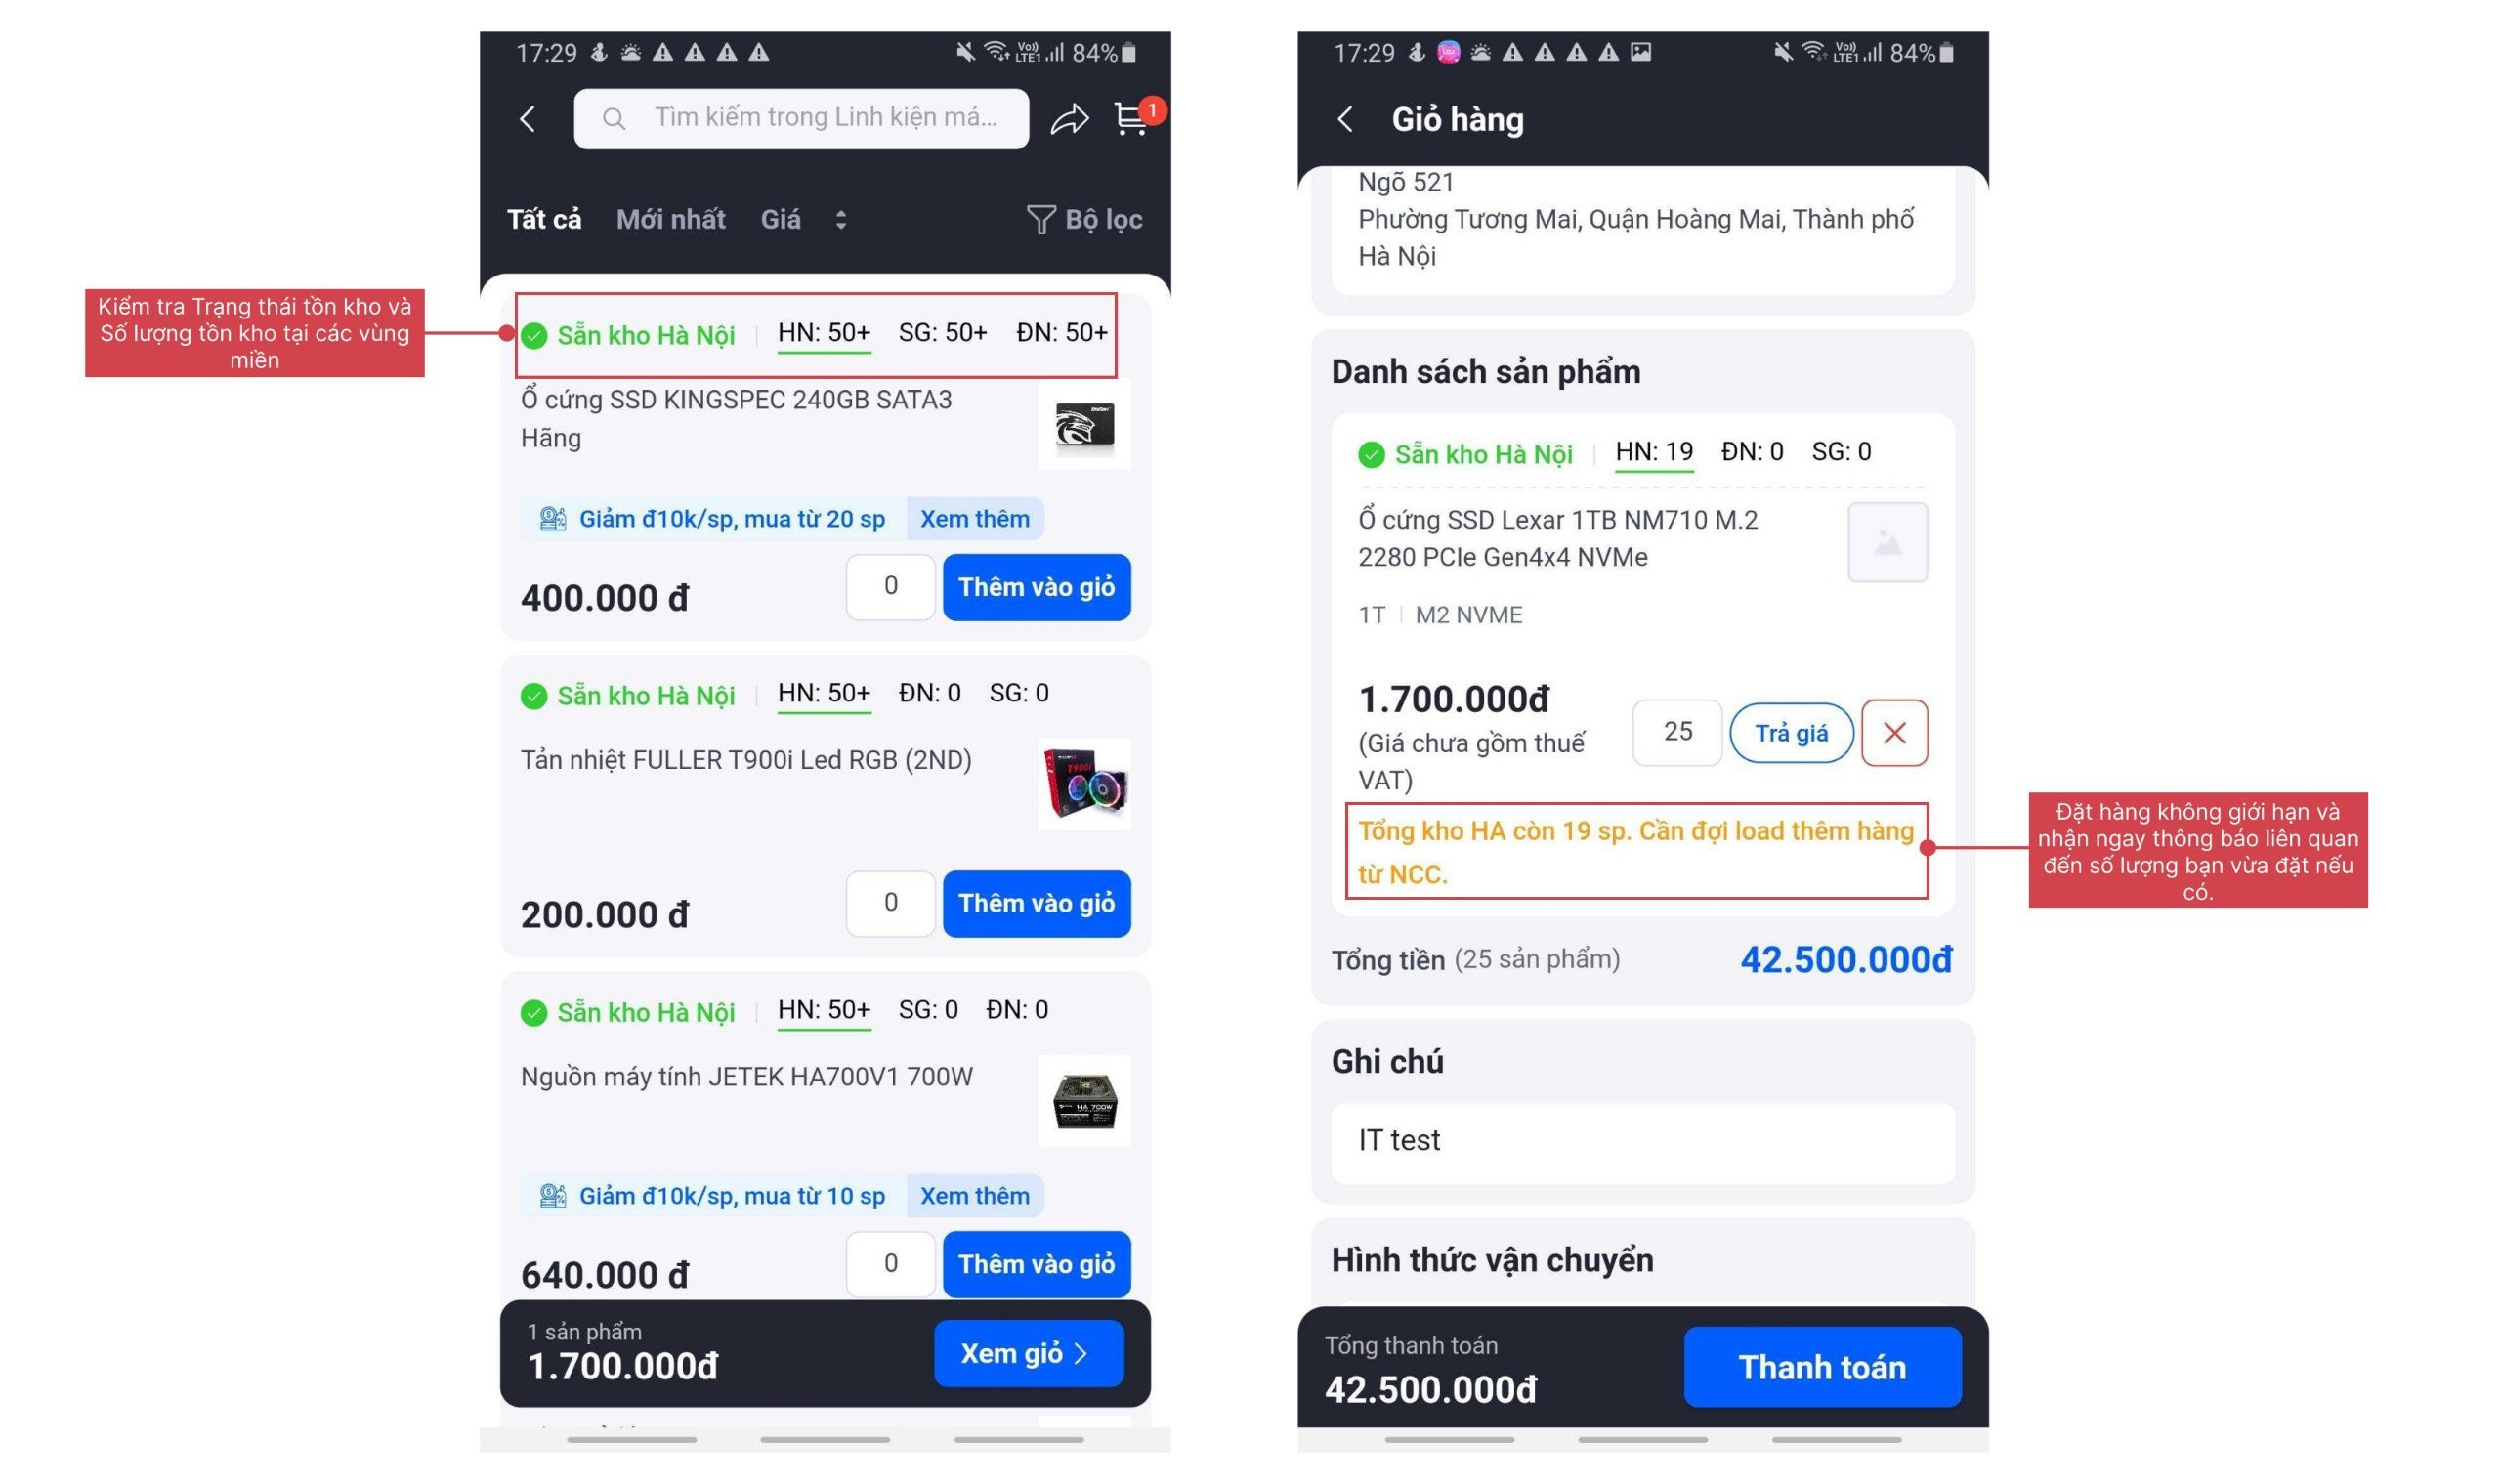 Kiểm tra Trạng thái tồn kho và
Số lượng tồn kho tại các vùng
miền
17:29
Vo))
LTE1
84%
Tìm kiếm trong Linh kiện má...
1
Tất cả
Mới nhất
Giá
Bộ lọc
Sẵn kho Hà Nội
HN: 50+ SG: 50+ ĐN: 50+
Ổ cứng SSD KINGSPEC 240GB SATA3
Hãng
Giảm đ10k/sp, mua từ 20 sp
Xem thêm
400.000 đ
0
Thêm vào giỏ
Sẵn kho Hà Nội
HN: 50+ ĐN: 0 SG: 0
Tản nhiệt FULLER T900i Led RGB (2ND)
T900i
200.000 đ
0
Thêm vào giỏ
Sẵn kho Hà Nội
HN: 50+ SG: 0 ĐN: 0
Nguồn máy tính JETEK HA700V1 700W
HA 700W
Giảm đ10k/sp, mua từ 10 sp
Xem thêm
640.000 đ
0
Thêm vào giỏ
1 sản phẩm
1.700.000đ
Xem giỏ
17:29
Vo))
LTE1
84%
Giỏ hàng
Ngõ 521
Phường Tương Mai, Quận Hoàng Mai, Thành phố
Hà Nội
Danh sách sản phẩm
Sẵn kho Hà Nội
HN: 19 ĐN: 0 SG: 0
Ổ cứng SSD Lexar 1TB NM710 M.2
2280 PCIe Gen4x4 NVMe
1T | M2 NVME
1.700.000đ
(Giá chưa gồm thuế
VAT)
25
Trả giá
Tổng kho HA còn 19 sp. Cần đợi load thêm hàng
từ NCC.
Tổng tiền (25 sản phẩm)
42.500.000đ
Ghi chú
IT test
Hình thức vận chuyển
Tổng thanh toán
42.500.000đ
Thanh toán
Đặt hàng không giới hạn và
nhận ngay thông báo liên quan
đến số lượng bạn vừa đặt nếu
có.